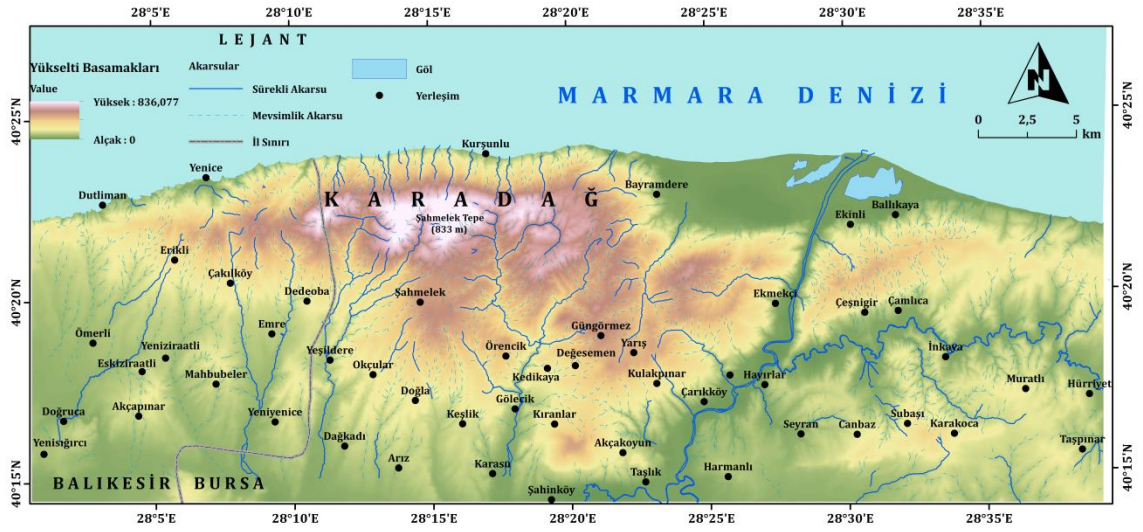 28°5'E 28°10'E 28°15'E 28°20'E 28°25'E 28°30'E 28°35'E
LEJANT
Yükselti Basamakları
Value
Yüksek : 836,077
Alçak : 0
Akarsular
Sürekli Akarsu
Mevsimlik Akarsu
İl Sınırı
Göl
Yerleşim
MARMARA DENİZİ
N
0 2,5 5
km
40°25'N
40°25'N
Kurşunlu
Yenice
Dutliman
KARADAĞ
Bayramdere
Şahmelek Tepe
(833 m)
Ballıkaya
Ekinli
Erikli
Çakılköy
Dedeoba
Şahmelek
Ekmekçi
Çeşnigir
Çamlıca
40°20'N
40°20'N
Ömerli
Emre
Güngörmez
Yeniziraatli
Yeşildere
Örencik
Yarış
İnkaya
Eskiziraatli
Okçular
Kedikaya
Değesemen
Mahbubeler
Kulakpınar
Hayırlar
Muratlı
Hürriyet
Doğla
Gölecik
Çarıkköy
Doğruca
Akçapınar
Yeniyenice
Keşlik
Kıranlar
Seyran
Canbaz
Subaşı
Karakoca
Yenisığırcı
Dağkadı
Akçakoyun
Taşpınar
Arız
Karasu
Taşlık
Harmanlı
40°15'N
40°15'N
BALIKESİR BURSA
Şahinköy
28°5'E 28°10'E 28°15'E 28°20'E 28°25'E 28°30'E 28°35'E